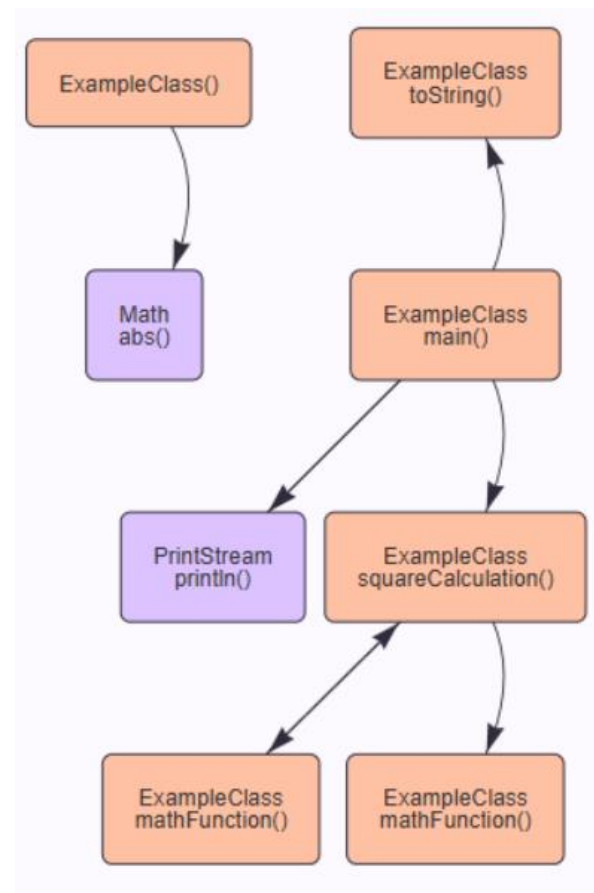 ExampleClass()
ExampleClass
toString()
Math
abs()
ExampleClass
main()
PrintStream
println()
ExampleClass
squareCalculation()
ExampleClass
mathFunction()
ExampleClass
mathFunction()